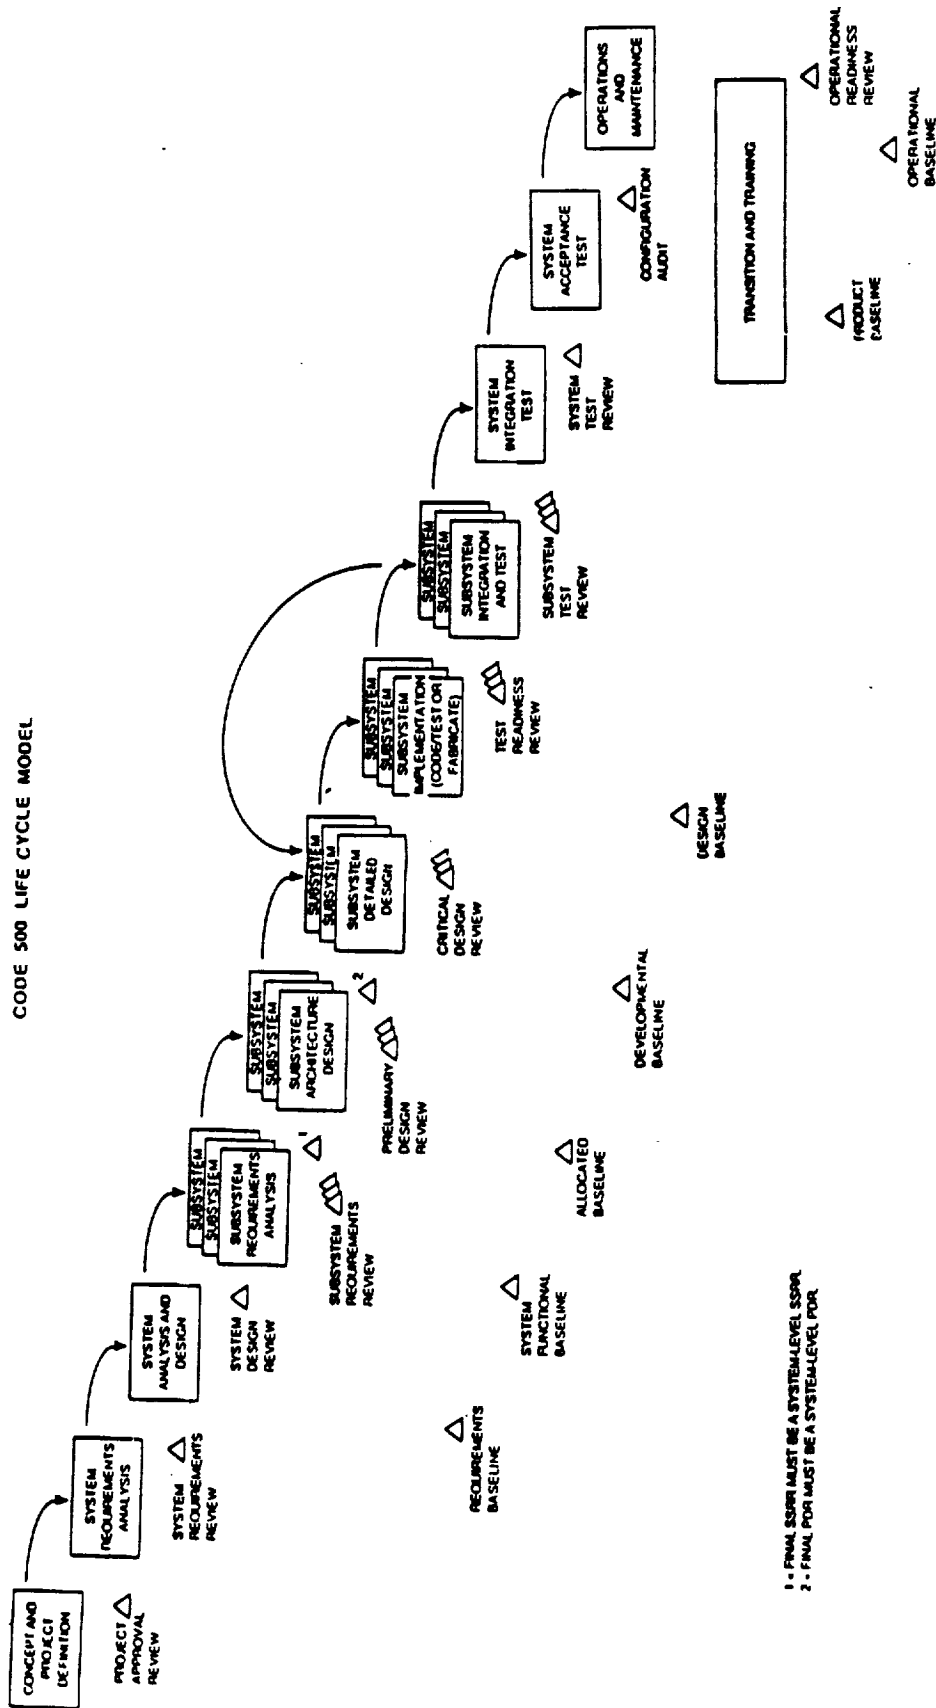 CODE 500 LIFE CYCLE MODEL
CONCEPT AND
PROJECT
DEFINITION
PROJECT
APPROVAL
REVIEW
SYSTEM
REQUIREMENTS
ANALYSIS
SYSTEM
REQUIREMENTS
REVIEW
REQUIREMENTS
BASELINE
SYSTEM
ANALYSIS AND
DESIGN
SYSTEM
DESIGN
REVIEW
SYSTEM
FUNCTIONAL
BASELINE
SUBSYSTEM
SUBSYSTEM
SUBSYSTEM
REQUIREMENTS
ANALYSIS
1
SUBSYSTEM
REQUIREMENTS
REVIEW
ALLOCATED
BASELINE
SUBSYSTEM
SUBSYSTEM
SUBSYSTEM
ARCHITECTURE
DESIGN
2
PRELIMINARY
DESIGN
REVIEW
DEVELOPMENTAL
BASELINE
SUBSYSTEM
SUBSYSTEM
SUBSYSTEM
DETAILED
DESIGN
CRITICAL
DESIGN
REVIEW
DESIGN
BASELINE
SUBSYSTEM
SUBSYSTEM
SUBSYSTEM
IMPLEMENTATION
(CODE/TEST OR
FABRICATE)
TEST
READINESS
REVIEW
SUBSYSTEM
SUBSYSTEM
SUBSYSTEM
INTEGRATION
AND TEST
SUBSYSTEM
TEST
REVIEW
SYSTEM
INTEGRATION
TEST
SYSTEM
TEST
REVIEW
SYSTEM
ACCEPTANCE
TEST
CONFIGURATION
AUDIT
OPERATIONS
AND
MAINTENANCE
TRANSITION AND TRAINING
PRODUCT
BASELINE
OPERATIONAL
READINESS
REVIEW
OPERATIONAL
BASELINE
1 - FINAL SSRR MUST BE A SYSTEM-LEVEL SSRR.
2 - FINAL PDR MUST BE A SYSTEM-LEVEL PDR.